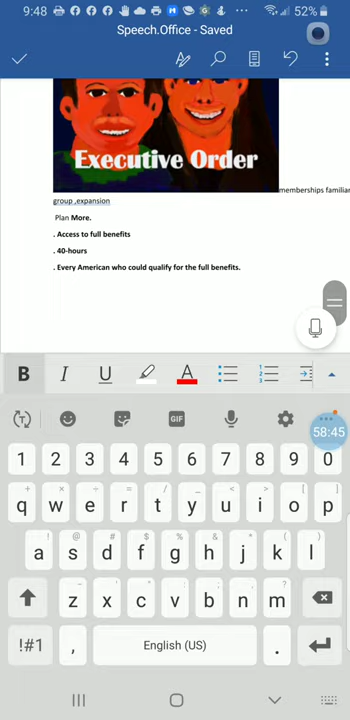 9:48
52%
Speech.Office - Saved
Executive Order
memberships familiar
group ,expansion
Plan More.
. Access to full benefits
. 40-hours
. Every American who could qualify for the full benefits.
B I U A
GIF
58:45
1 2 3 4 5 6 7 8 9 0
+ × ÷ = / _ < > [ ]
q w e r t y u i o p
! @ # $ % ^ & * ( )
a s d f g h j k l
- ' " : ; , ?
z x c v b n m
!#1 , English (US) .